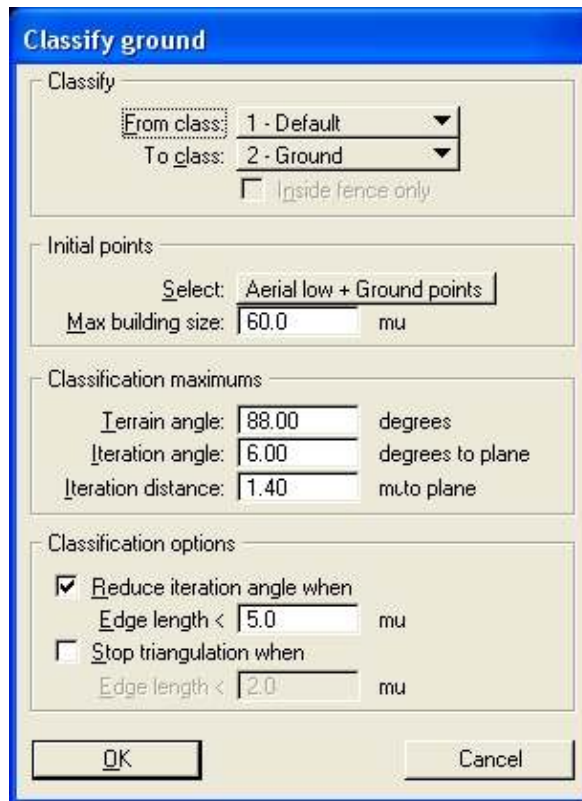 Classify ground
Classify
From class: 1 - Default
To class: 2 - Ground
Inside fence only
Initial points
Select: Aerial low + Ground points
Max building size: 60.0 mu
Classification maximums
Terrain angle: 88.00 degrees
Iteration angle: 6.00 degrees to plane
Iteration distance: 1.40 muto plane
Classification options
Reduce iteration angle when
Edge length < 5.0 mu
Stop triangulation when
Edge length < 2.0 mu
OK Cancel